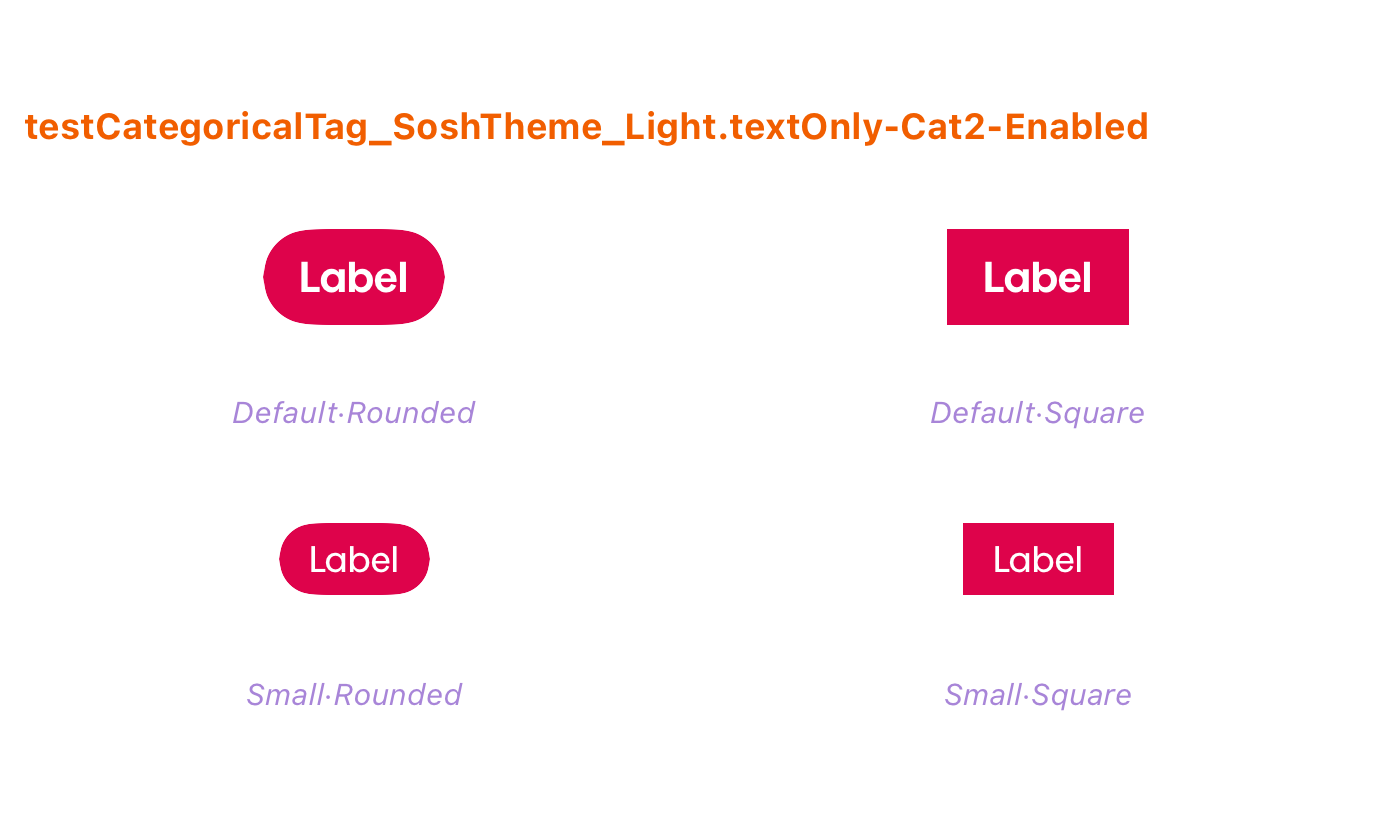 testCategoricalTag_SoshTheme_Light.textOnly-Cat2-Enabled
Label
Label
Default·Rounded
Default·Square
Label
Label
Small·Rounded
Small·Square